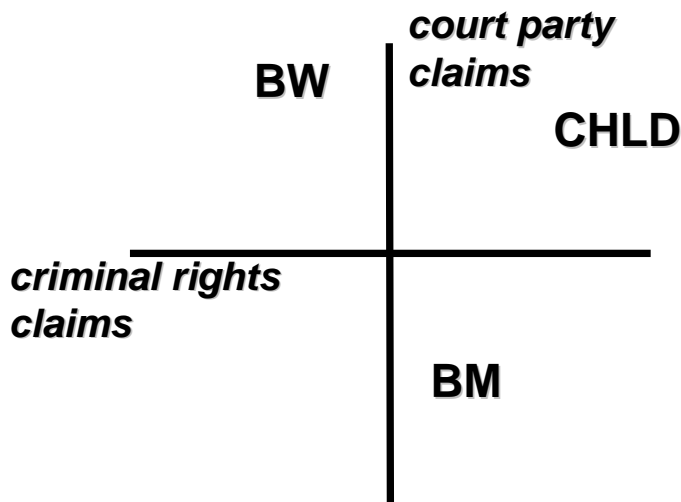 court party
claims
BW
CHLD
criminal rights
claims
BM